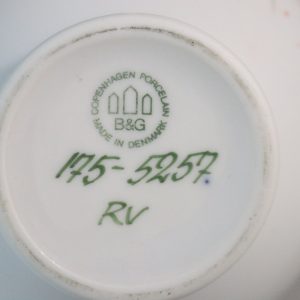 COPENHAGEN PORCELAIN
B&G
MADE IN DENMARK
175-5257.
RV